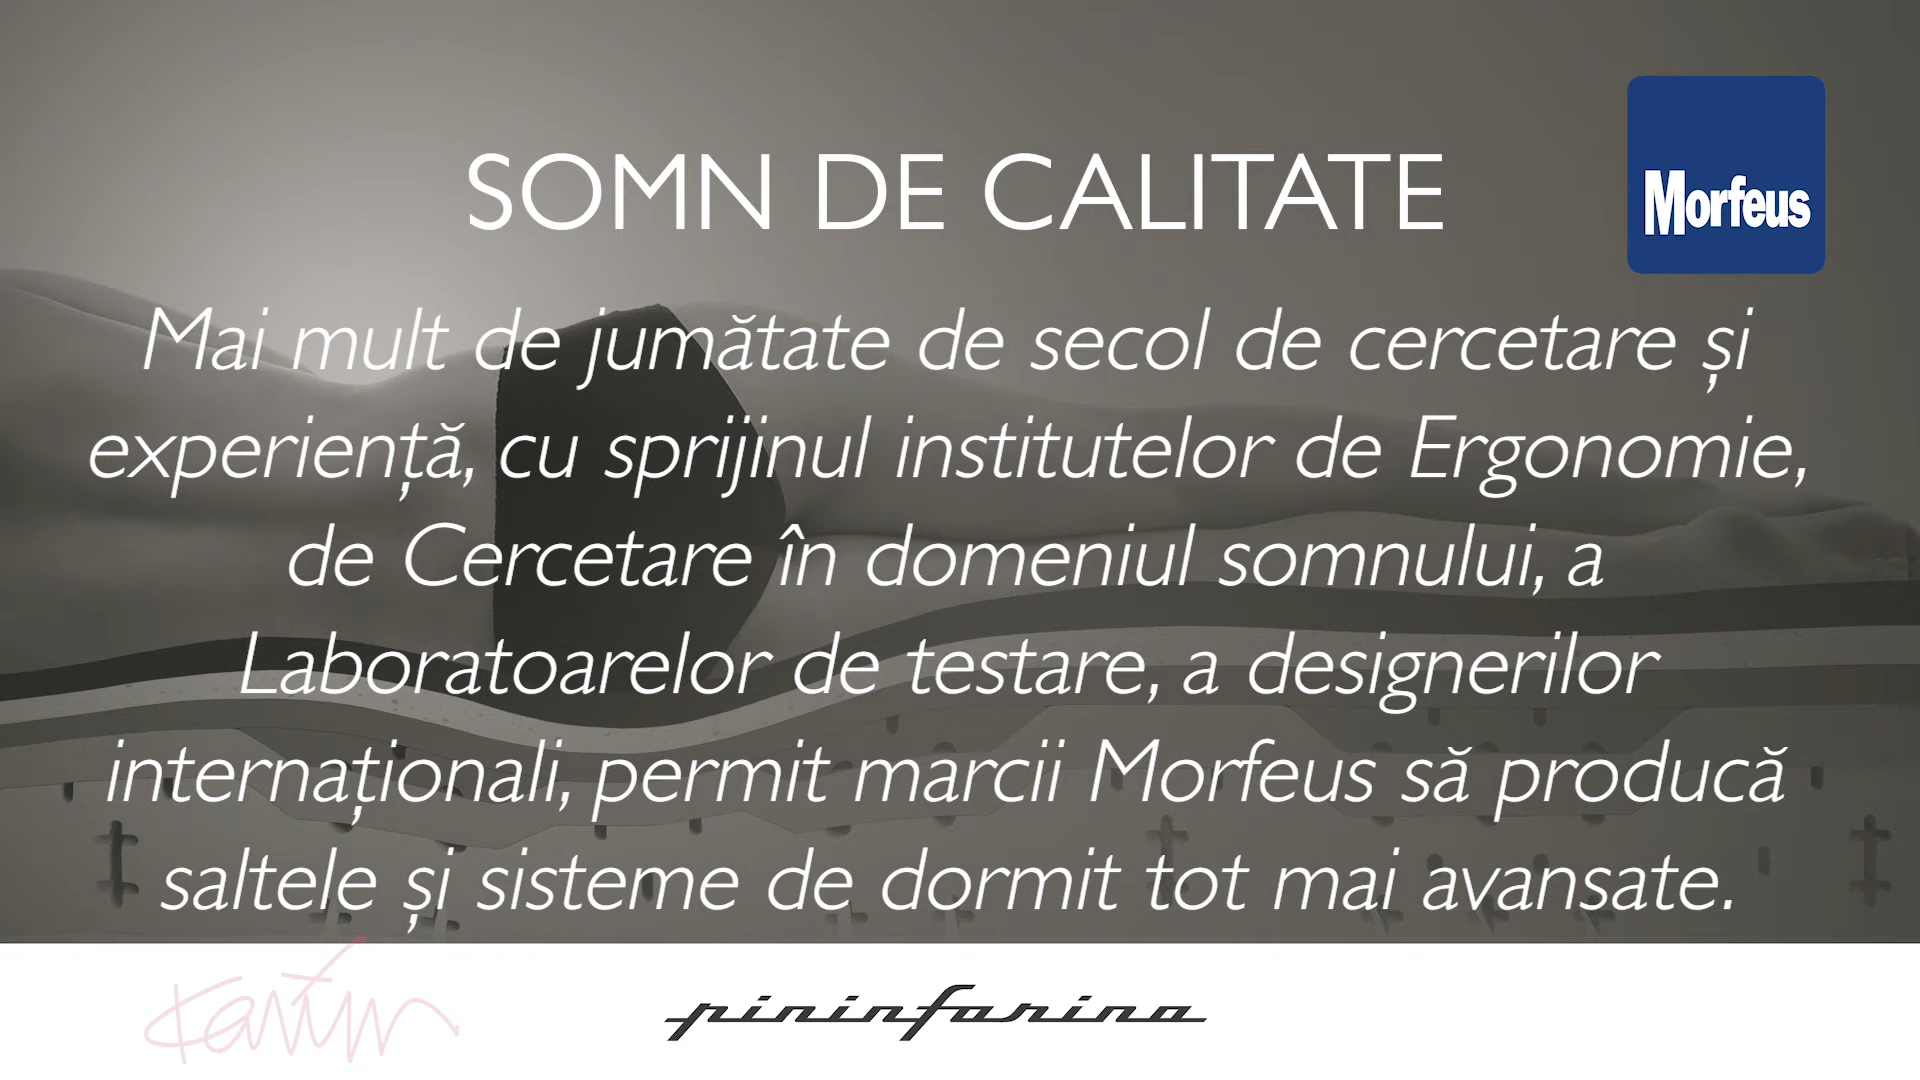 SOMN DE CALITATE
Morfeus
Mai mult de jumătate de secol de cercetare și
experiență, cu sprijinul institutelor de Ergonomie,
de Cercetare în domeniul somnului, a
Laboratoarelor de testare, a designerilor
internaționali, permit marcii Morfeus să producă
saltele și sisteme de dormit tot mai avansate.
Karim
pininfarina